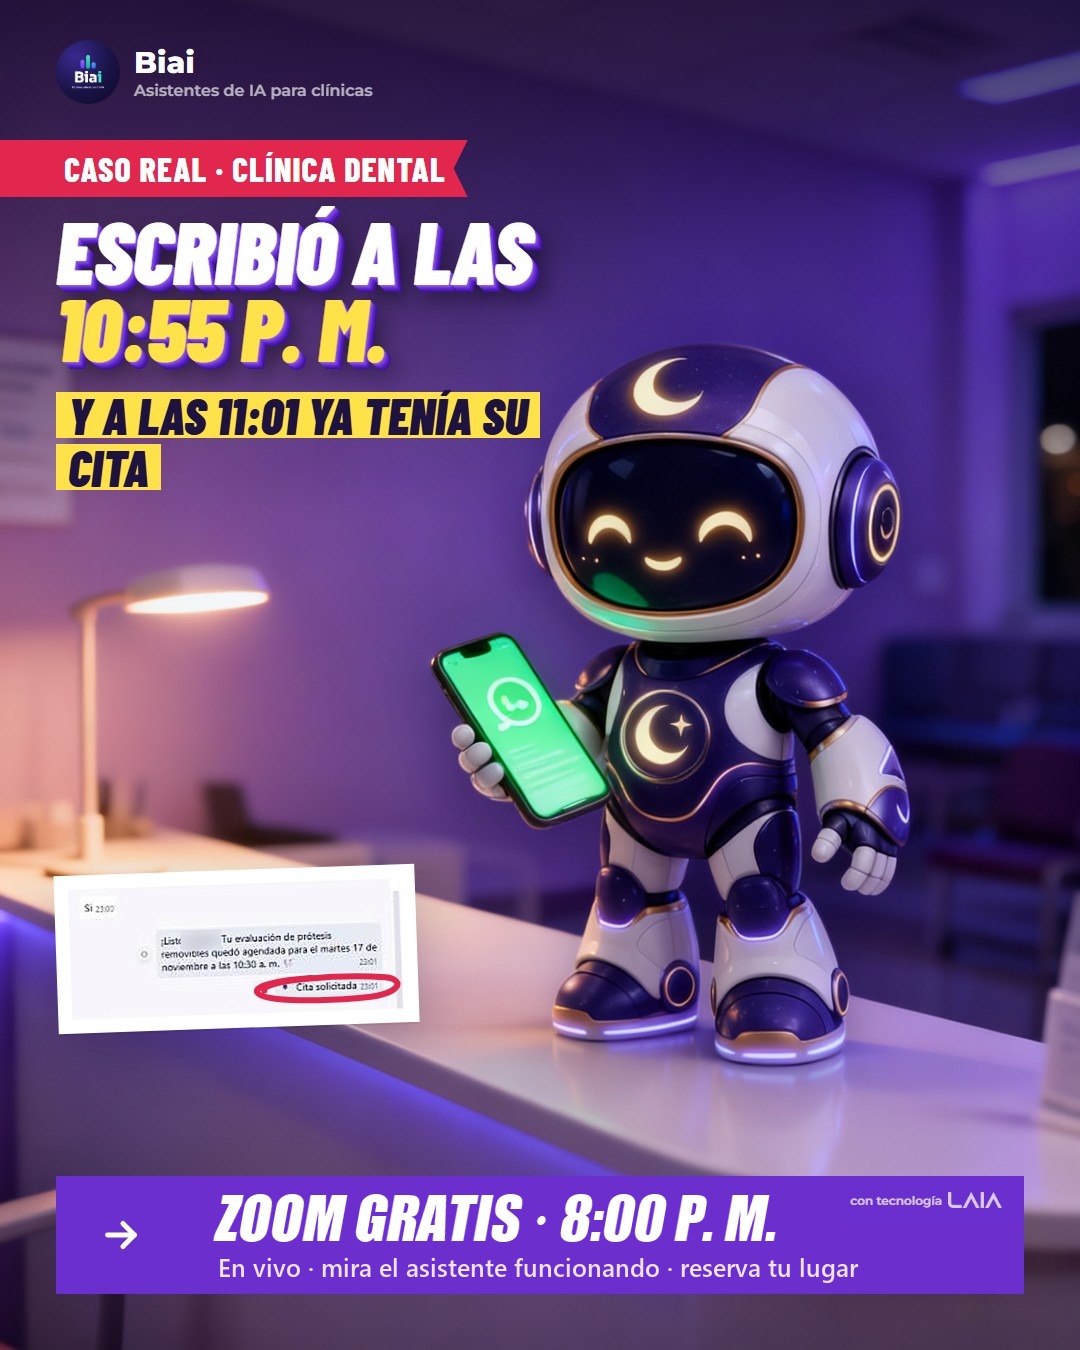 Biai
Biai
Asistentes de IA para clínicas
CASO REAL · CLÍNICA DENTAL
ESCRIBIÓ A LAS
10:55 P. M.
Y A LAS 11:01 YA TENÍA SU
CITA
Si 23:00
¡Listo Tu evaluación de prótesis
removibles quedó agendada para el martes 17 de
noviembre a las 10:30 a. m.
23:01
Cita solicitada 23:01
ZOOM GRATIS · 8:00 P. M.
con tecnología LAIA
En vivo · mira el asistente funcionando · reserva tu lugar